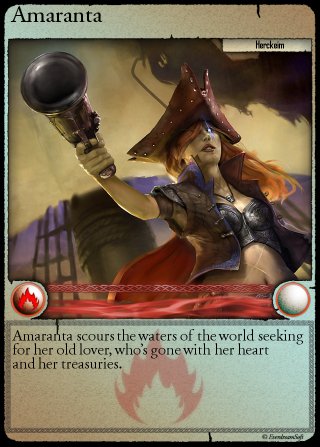 Amaranta
Herckeim
Amaranta scours the waters of the world seeking
for her old lover, who's gone with her heart
and her treasuries.
© EverdreamSoft